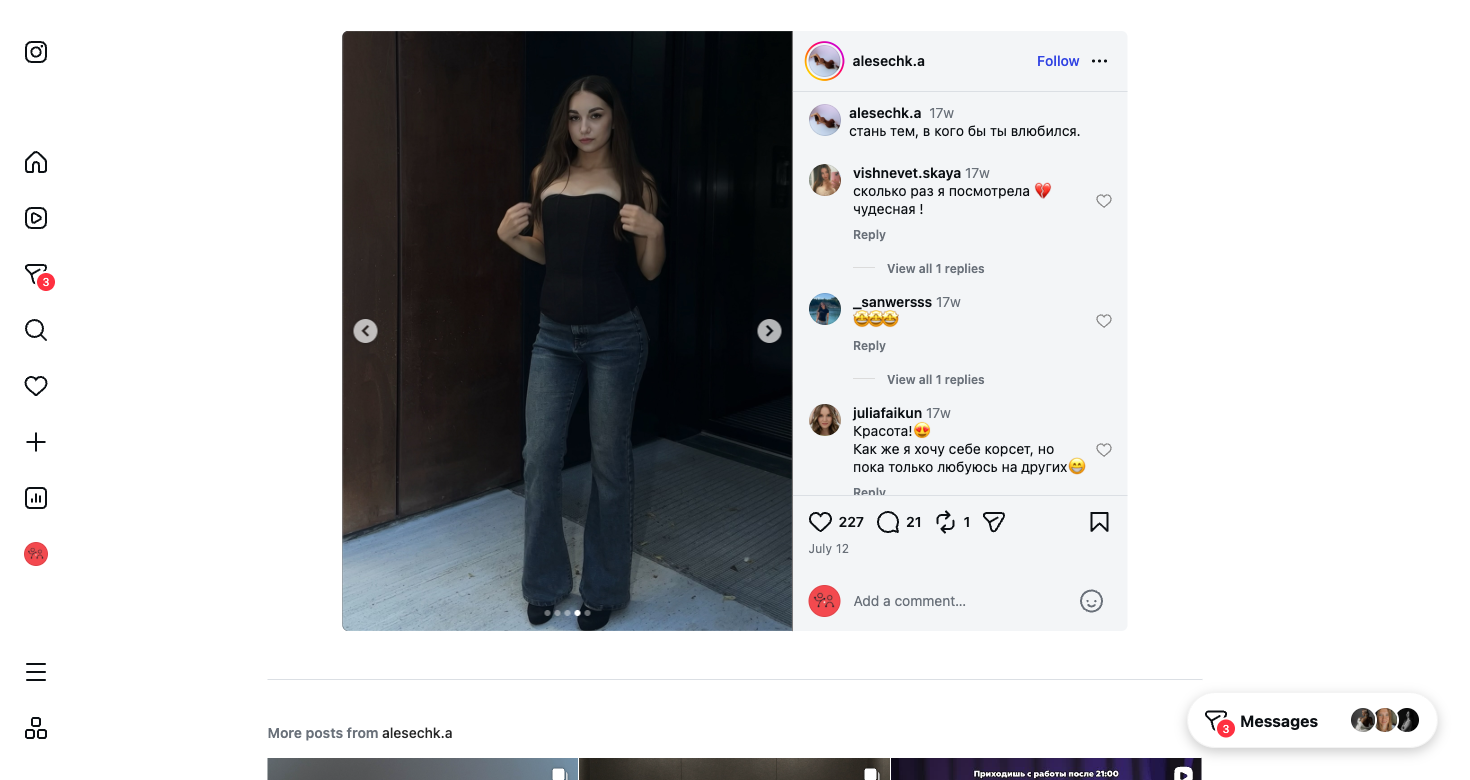 alesechk.a
Follow
alesechk.a 17w
стань тем, в кого бы ты влюбился.
vishnevet.skaya 17w
сколько раз я посмотрела 💔
чудесная !
Reply
View all 1 replies
_sanwersss 17w
🤩🤩🤩
Reply
View all 1 replies
juliafaikun 17w
Красота!😍
Как же я хочу себе корсет, но
пока только любуюсь на других😁
Reply
227 21 1
July 12
Add a comment...
3
More posts from alesechk.a
3 Messages
Приходишь с работы после 21:00